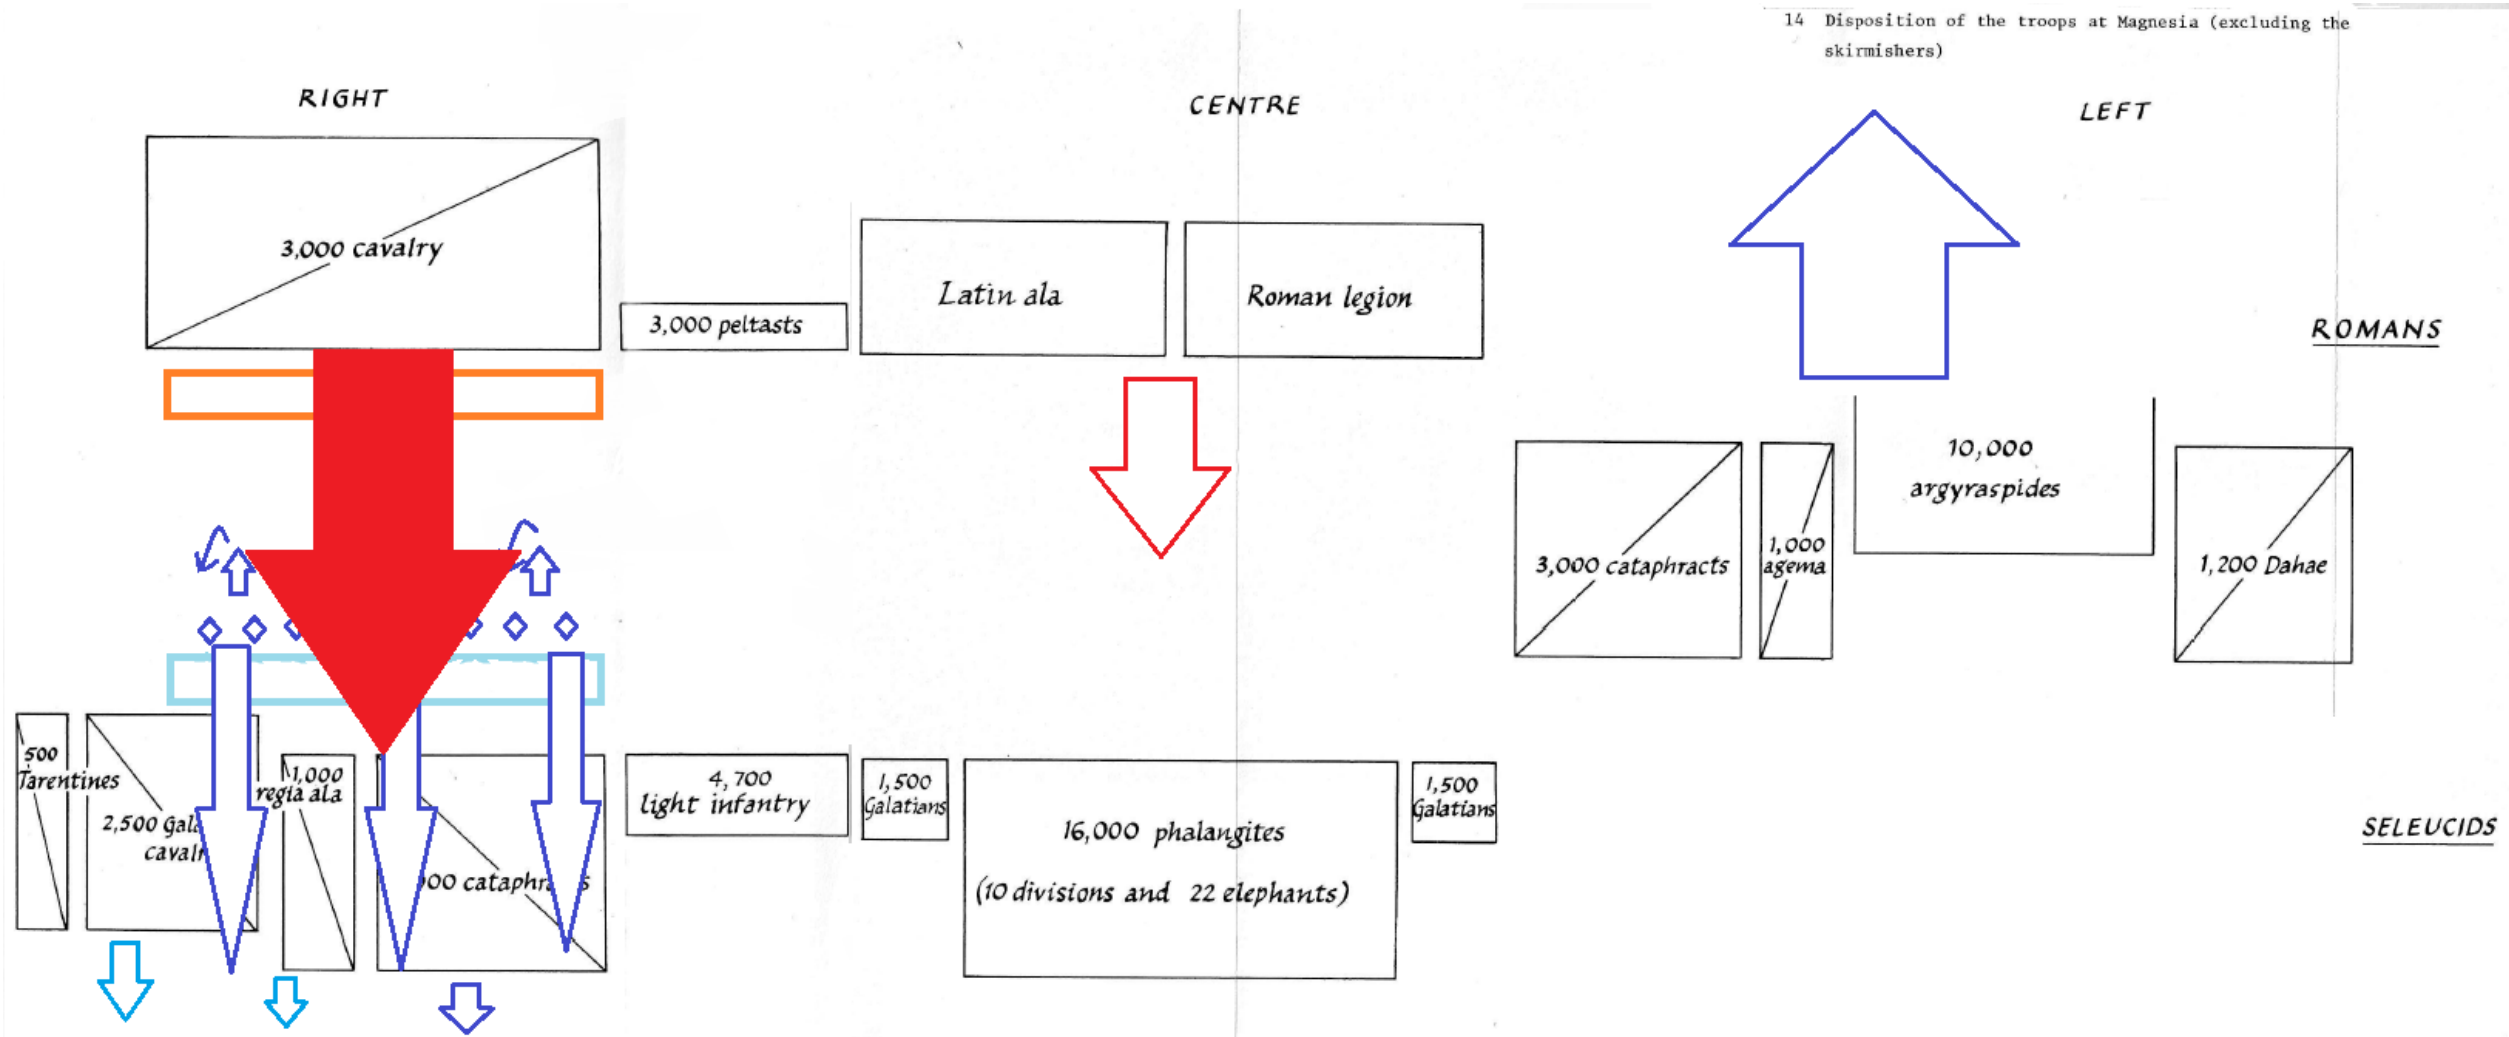 14 Disposition of the troops at Magnesia (excluding the
skirmishers)
RIGHT
CENTRE
LEFT
3,000 cavalry
3,000 peltasts
Latin ala
Roman legion
ROMANS
10,000
argyraspides
3,000 cataphracts
1,000
agema
1,200 Dahae
500
Tarentines
2,500
1,000
regia ala
4,700
light infantry
1,500
Galatians
16,000 phalangites
(10 divisions and 22 elephants)
1,500
Galatians
SELEUCIDS